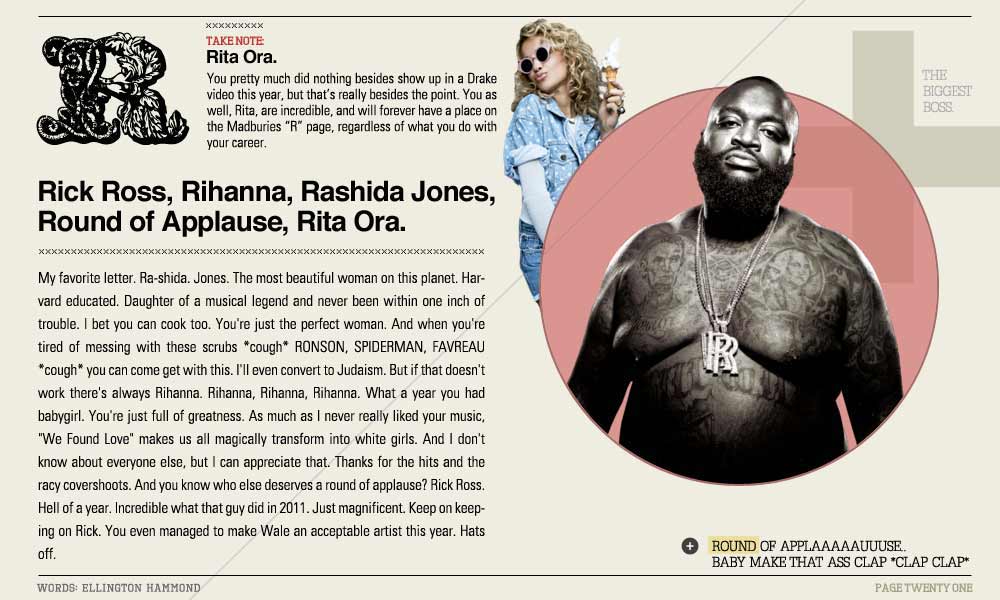 R
xxxxxxxxx
TAKE NOTE:
Rita Ora.
You pretty much did nothing besides show up in a Drake
video this year, but that's really besides the point. You as
well, Rita, are incredible, and will forever have a place on
the Madburies "R" page, regardless of what you do with
your career.
Rick Ross, Rihanna, Rashida Jones,
Round of Applause, Rita Ora.
My favorite letter. Ra-shida. Jones. The most beautiful woman on this planet. Har-
vard educated. Daughter of a musical legend and never been within one inch of
trouble. I bet you can cook too. You're just the perfect woman. And when you're
tired of messing with these scrubs *cough* RONSON, SPIDERMAN, FAVREAU
*cough* you can come get with this. I'll even convert to Judaism. But if that doesn't
work there's always Rihanna. Rihanna, Rihanna, Rihanna. What a year you had
babygirl. You're just full of greatness. As much as I never really liked your music,
"We Found Love" makes us all magically transform into white girls. And I don't
know about everyone else, but I can appreciate that. Thanks for the hits and the
racy covershoots. And you know who else deserves a round of applause? Rick Ross.
Hell of a year. Incredible what that guy did in 2011. Just magnificent. Keep on keep-
ing on Rick. You even managed to make Wale an acceptable artist this year. Hats
off.
THE
BIGGEST
BOSS.
RR
ROUND OF APPLAAAAAUUUSE..
BABY MAKE THAT ASS CLAP *CLAP CLAP*
WORDS: ELLINGTON HAMMOND
PAGE TWENTY ONE